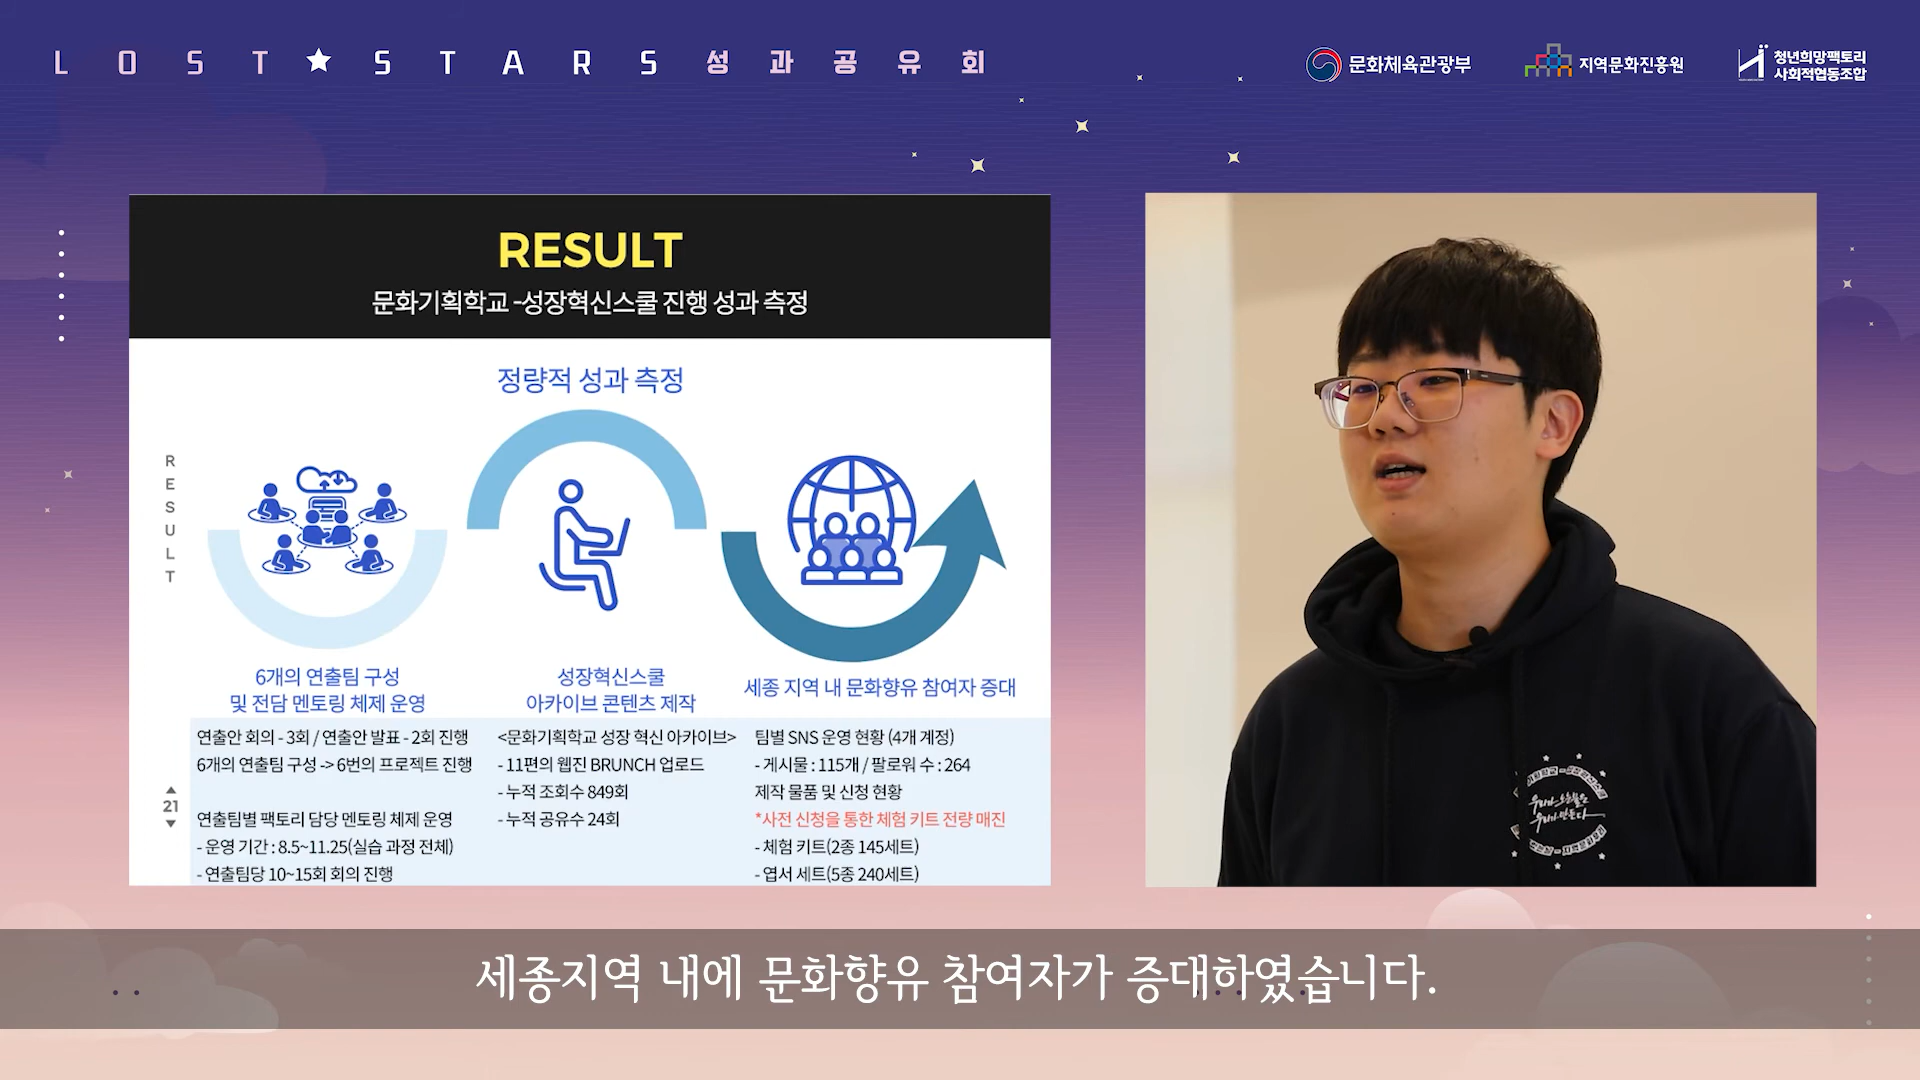 LOST★STARS 성과공유회
문화체육관광부
지역문화진흥원
청년희망팩토리
사회적협동조합
RESULT
문화기획학교 -성장혁신스쿨 진행 성과 측정
정량적 성과 측정
RESULT
6개의 연출팀 구성
및 전담 멘토링 체제 운영
성장혁신스쿨
아카이브 콘텐츠 제작
세종 지역 내 문화향유 참여자 증대
연출안 회의 - 3회 / 연출안 발표 - 2회 진행
6개의 연출팀 구성 -> 6번의 프로젝트 진행
연출팀별 팩토리 담당 멘토링 체제 운영
- 운영 기간 : 8.5~11.25(실습 과정 전체)
- 연출팀당 10~15회 회의 진행
<문화기획학교 성장 혁신 아카이브>
- 11편의 웹진 BRUNCH 업로드
- 누적 조회수 849회
- 누적 공유수 24회
팀별 SNS 운영 현황 (4개 계정)
- 게시물 : 115개 / 팔로워 수 : 264
제작 물품 및 신청 현황
*사전 신청을 통한 체험 키트 전량 매진
- 체험 키트(2종 145세트)
- 엽서 세트(5종 240세트)
▲
21
▼
우리가 만든다
세종지역 내에 문화향유 참여자가 증대하였습니다.